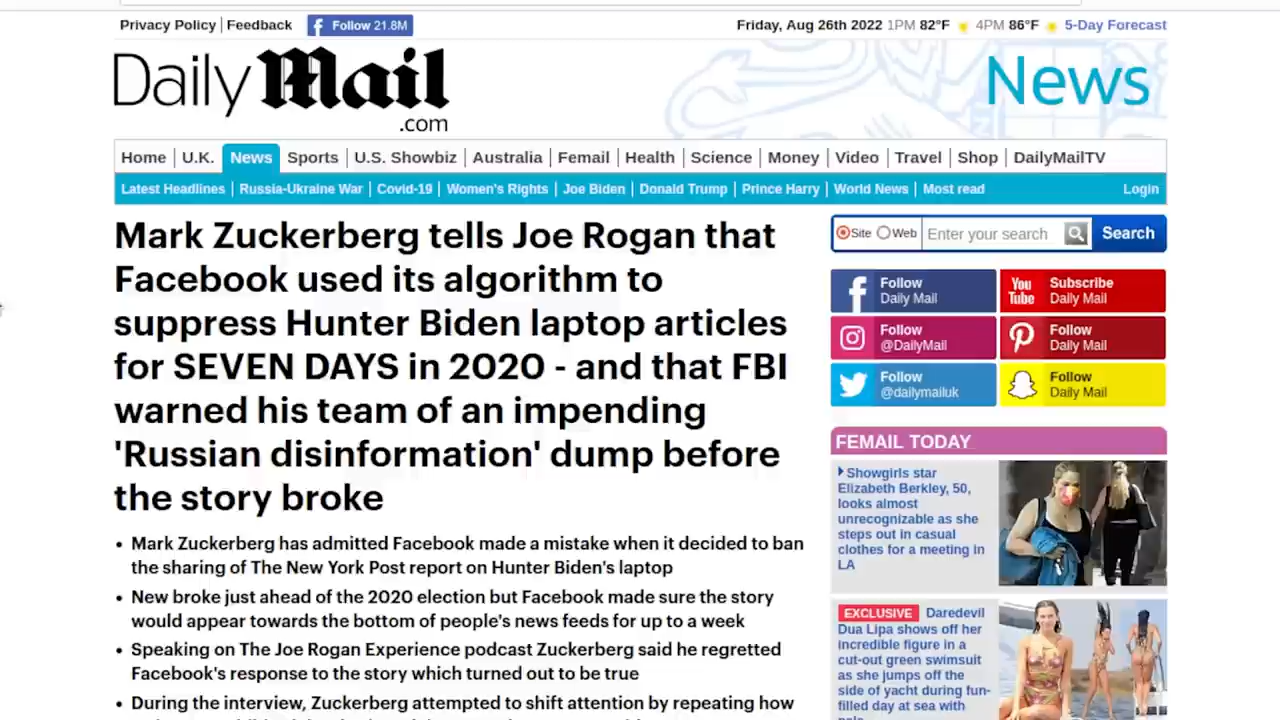 Privacy Policy | Feedback
Follow 21.8M
Friday, Aug 26th 2022 1PM 82°F 4PM 86°F 5-Day Forecast
Daily Mail
.com
News
Home
U.K.
News
Sports
U.S. Showbiz
Australia
Femail
Health
Science
Money
Video
Travel
Shop
DailyMailTV
Latest Headlines
Russia-Ukraine War
Covid-19
Women's Rights
Joe Biden
Donald Trump
Prince Harry
World News
Most read
Login
Mark Zuckerberg tells Joe Rogan that
Facebook used its algorithm to
suppress Hunter Biden laptop articles
for SEVEN DAYS in 2020 - and that FBI
warned his team of an impending
'Russian disinformation' dump before
the story broke
• Mark Zuckerberg has admitted Facebook made a mistake when it decided to ban
the sharing of The New York Post report on Hunter Biden's laptop
• New broke just ahead of the 2020 election but Facebook made sure the story
would appear towards the bottom of people's news feeds for up to a week
• Speaking on The Joe Rogan Experience podcast Zuckerberg said he regretted
Facebook's response to the story which turned out to be true
• During the interview, Zuckerberg attempted to shift attention by repeating how
Site
Web
Enter your search
Search
Follow
Daily Mail
You
Tube
Subscribe
Daily Mail
Follow
@DailyMail
Follow
Daily Mail
Follow
@dailymailuk
Follow
Daily Mail
FEMAIL TODAY
Showgirls star
Elizabeth Berkley, 50,
looks almost
unrecognizable as she
steps out in casual
clothes for a meeting in
LA
EXCLUSIVE Daredevil
Dua Lipa shows off her
incredible figure in a
cut-out green swimsuit
as she jumps off the
side of yacht during fun-
filled day at sea with